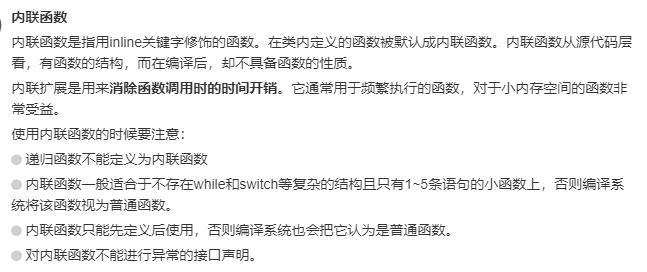 内联函数
内联函数是指用inline关键字修饰的函数。在类内定义的函数被默认成内联函数。内联函数从源代码层
看，有函数的结构，而在编译后，却不具备函数的性质。
内联扩展是用来消除函数调用时的时间开销。它通常用于频繁执行的函数，对于小内存空间的函数非
常受益。
使用内联函数的时候要注意：
● 递归函数不能定义为内联函数
● 内联函数一般适合于不存在while和switch等复杂的结构且只有1~5条语句的小函数上，否则编译系
统将该函数视为普通函数。
● 内联函数只能先定义后使用，否则编译系统也会把它认为是普通函数。
● 对内联函数不能进行异常的接口声明。